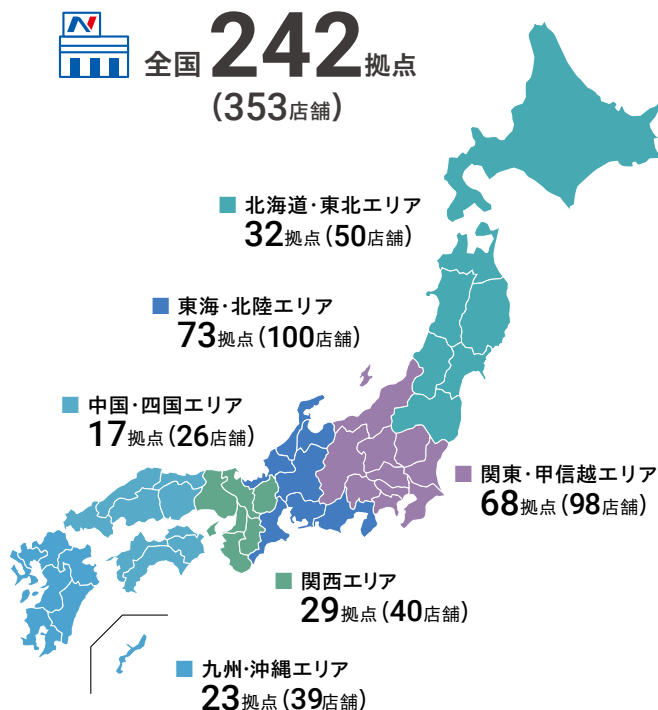 全国242拠点
(353店舗)
北海道・東北エリア
32拠点(50店舗)
東海・北陸エリア
73拠点(100店舗)
中国・四国エリア
17拠点(26店舗)
関東・甲信越エリア
68拠点(98店舗)
関西エリア
29拠点(40店舗)
九州・沖縄エリア
23拠点(39店舗)